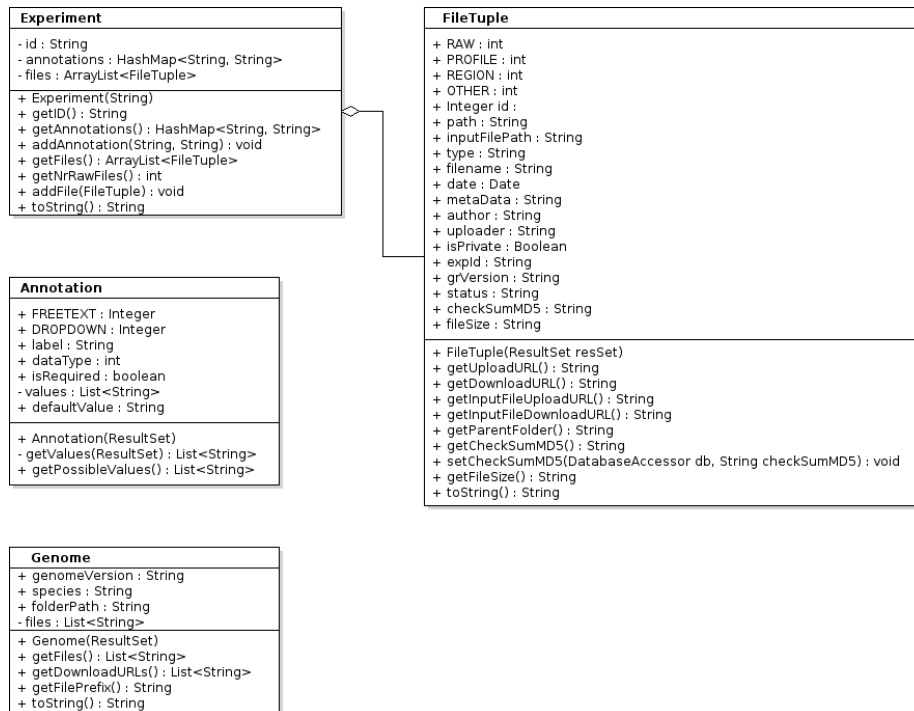 Experiment
- id : String
- annotations : HashMap<String, String>
- files : ArrayList<FileTuple>
+ Experiment(String)
+ getID() : String
+ getAnnotations() : HashMap<String, String>
+ addAnnotation(String, String) : void
+ getFiles() : ArrayList<FileTuple>
+ getNrRawFiles() : int
+ addFile(FileTuple) : void
+ toString() : String
FileTuple
+ RAW : int
+ PROFILE : int
+ REGION : int
+ OTHER : int
+ Integer id :
+ path : String
+ inputFilePath : String
+ type : String
+ filename : String
+ date : Date
+ metaData : String
+ author : String
+ uploader : String
+ isPrivate : Boolean
+ expId : String
+ grVersion : String
+ status : String
+ checkSumMD5 : String
+ fileSize : String
+ FileTuple(ResultSet resSet)
+ getUploadURL() : String
+ getDownloadURL() : String
+ getInputFileUploadURL() : String
+ getInputFileDownloadURL() : String
+ getParentFolder() : String
+ getCheckSumMD5() : String
+ setCheckSumMD5(DatabaseAccessor db, String checkSumMD5) : void
+ getFileSize() : String
+ toString() : String
Annotation
+ FREETEXT : Integer
+ DROPDOWN : Integer
+ label : String
+ dataType : int
+ isRequired : boolean
- values : List<String>
+ defaultValue : String
+ Annotation(ResultSet)
- getValues(ResultSet) : List<String>
+ getPossibleValues() : List<String>
Genome
+ genomeVersion : String
+ species : String
+ folderPath : String
- files : List<String>
+ Genome(ResultSet)
+ getFiles() : List<String>
+ getDownloadURLs() : List<String>
+ getFilePrefix() : String
+ toString() : String